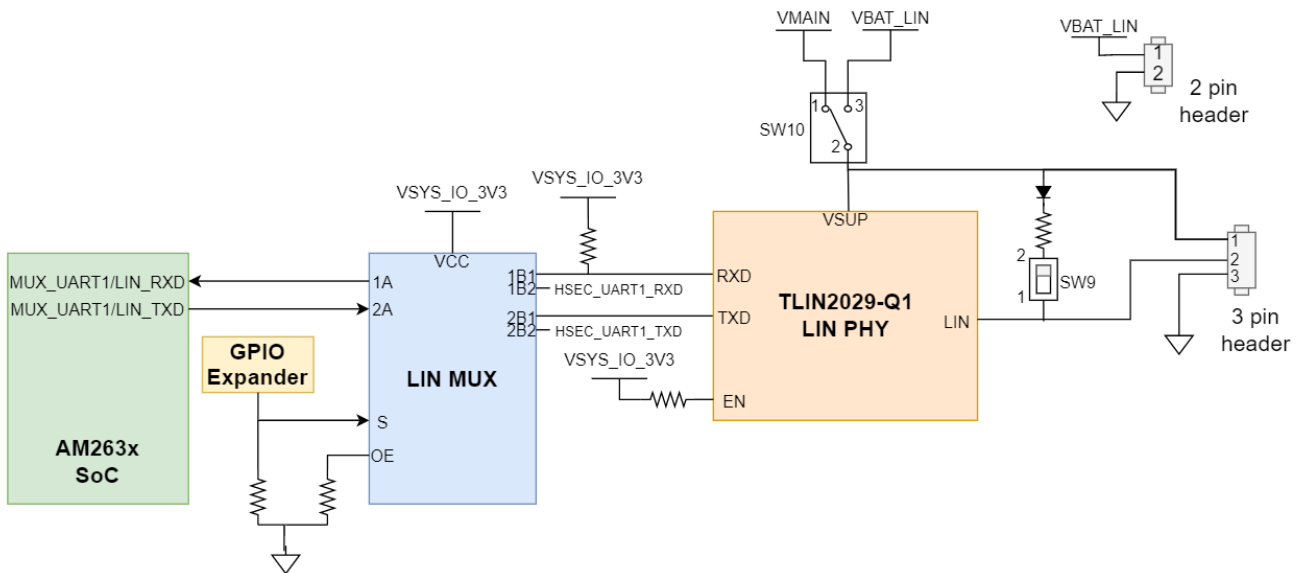 VMAIN
VBAT_LIN
VBAT_LIN
1
2
2 pin
header
1
3
SW10
2
VSYS_IO_3V3
VSYS_IO_3V3
VSUP
VCC
MUX_UART1/LIN_RXD
1A
1B1
1B2
HSEC_UART1_RXD
RXD
MUX_UART1/LIN_TXD
2A
2B1
2B2
HSEC_UART1_TXD
TXD
TLIN2029-Q1
LIN PHY
LIN
2
SW9
1
1
2
3
3 pin
header
GPIO
Expander
LIN MUX
VSYS_IO_3V3
EN
S
OE
AM263x
SoC